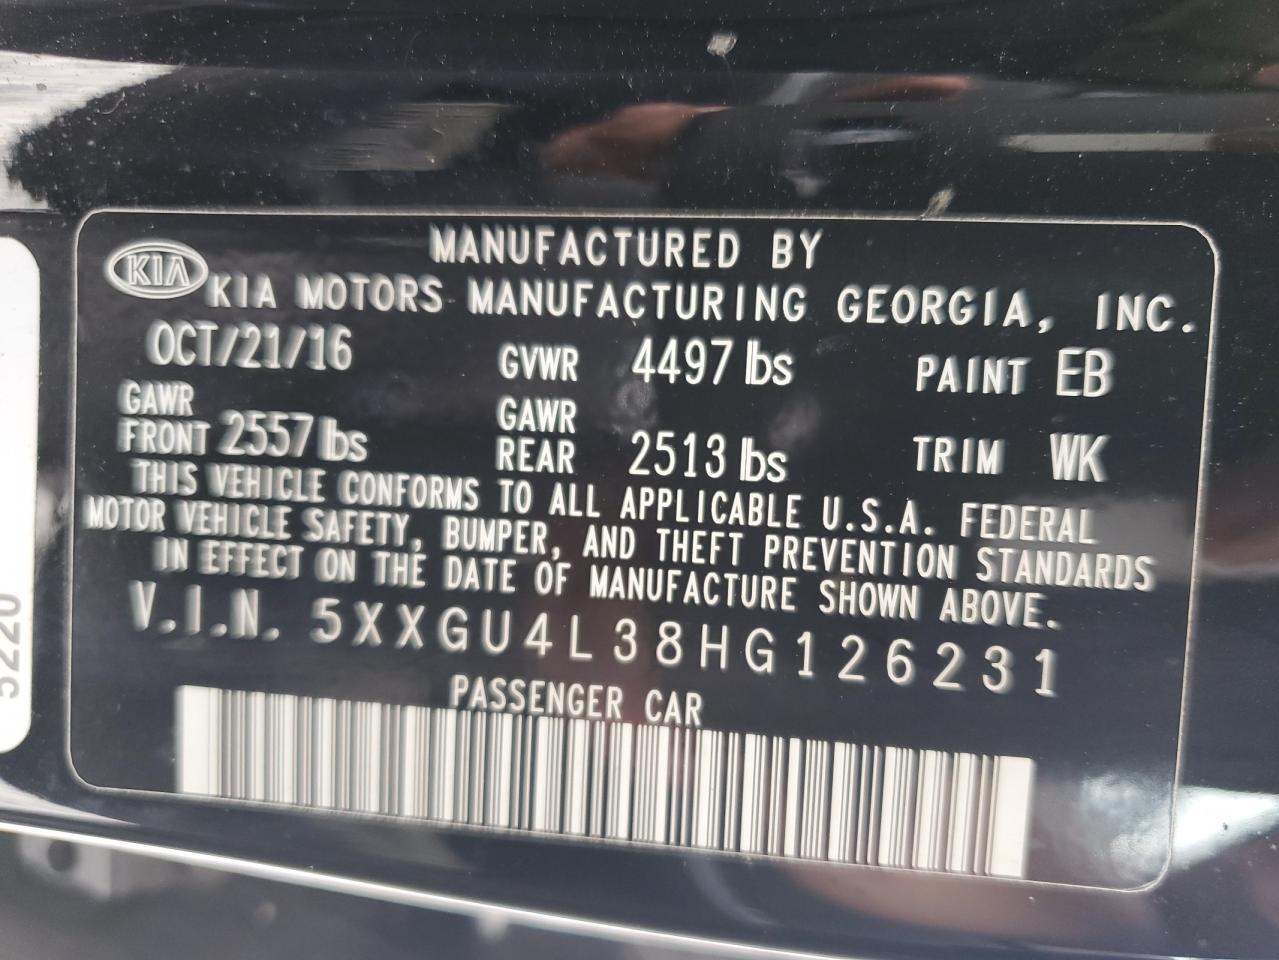 MANUFACTURED BY
KIA KIA MOTORS MANUFACTURING GEORGIA, INC.
OCT/21/16 GVWR 4497 lbs PAINT EB
GAWR FRONT 2557 lbs GAWR REAR 2513 lbs TRIM WK
THIS VEHICLE CONFORMS TO ALL APPLICABLE U.S.A. FEDERAL
MOTOR VEHICLE SAFETY, BUMPER, AND THEFT PREVENTION STANDARDS
IN EFFECT ON THE DATE OF MANUFACTURE SHOWN ABOVE.
V.I.N. 5XXGU4L38HG126231
PASSENGER CAR
5220